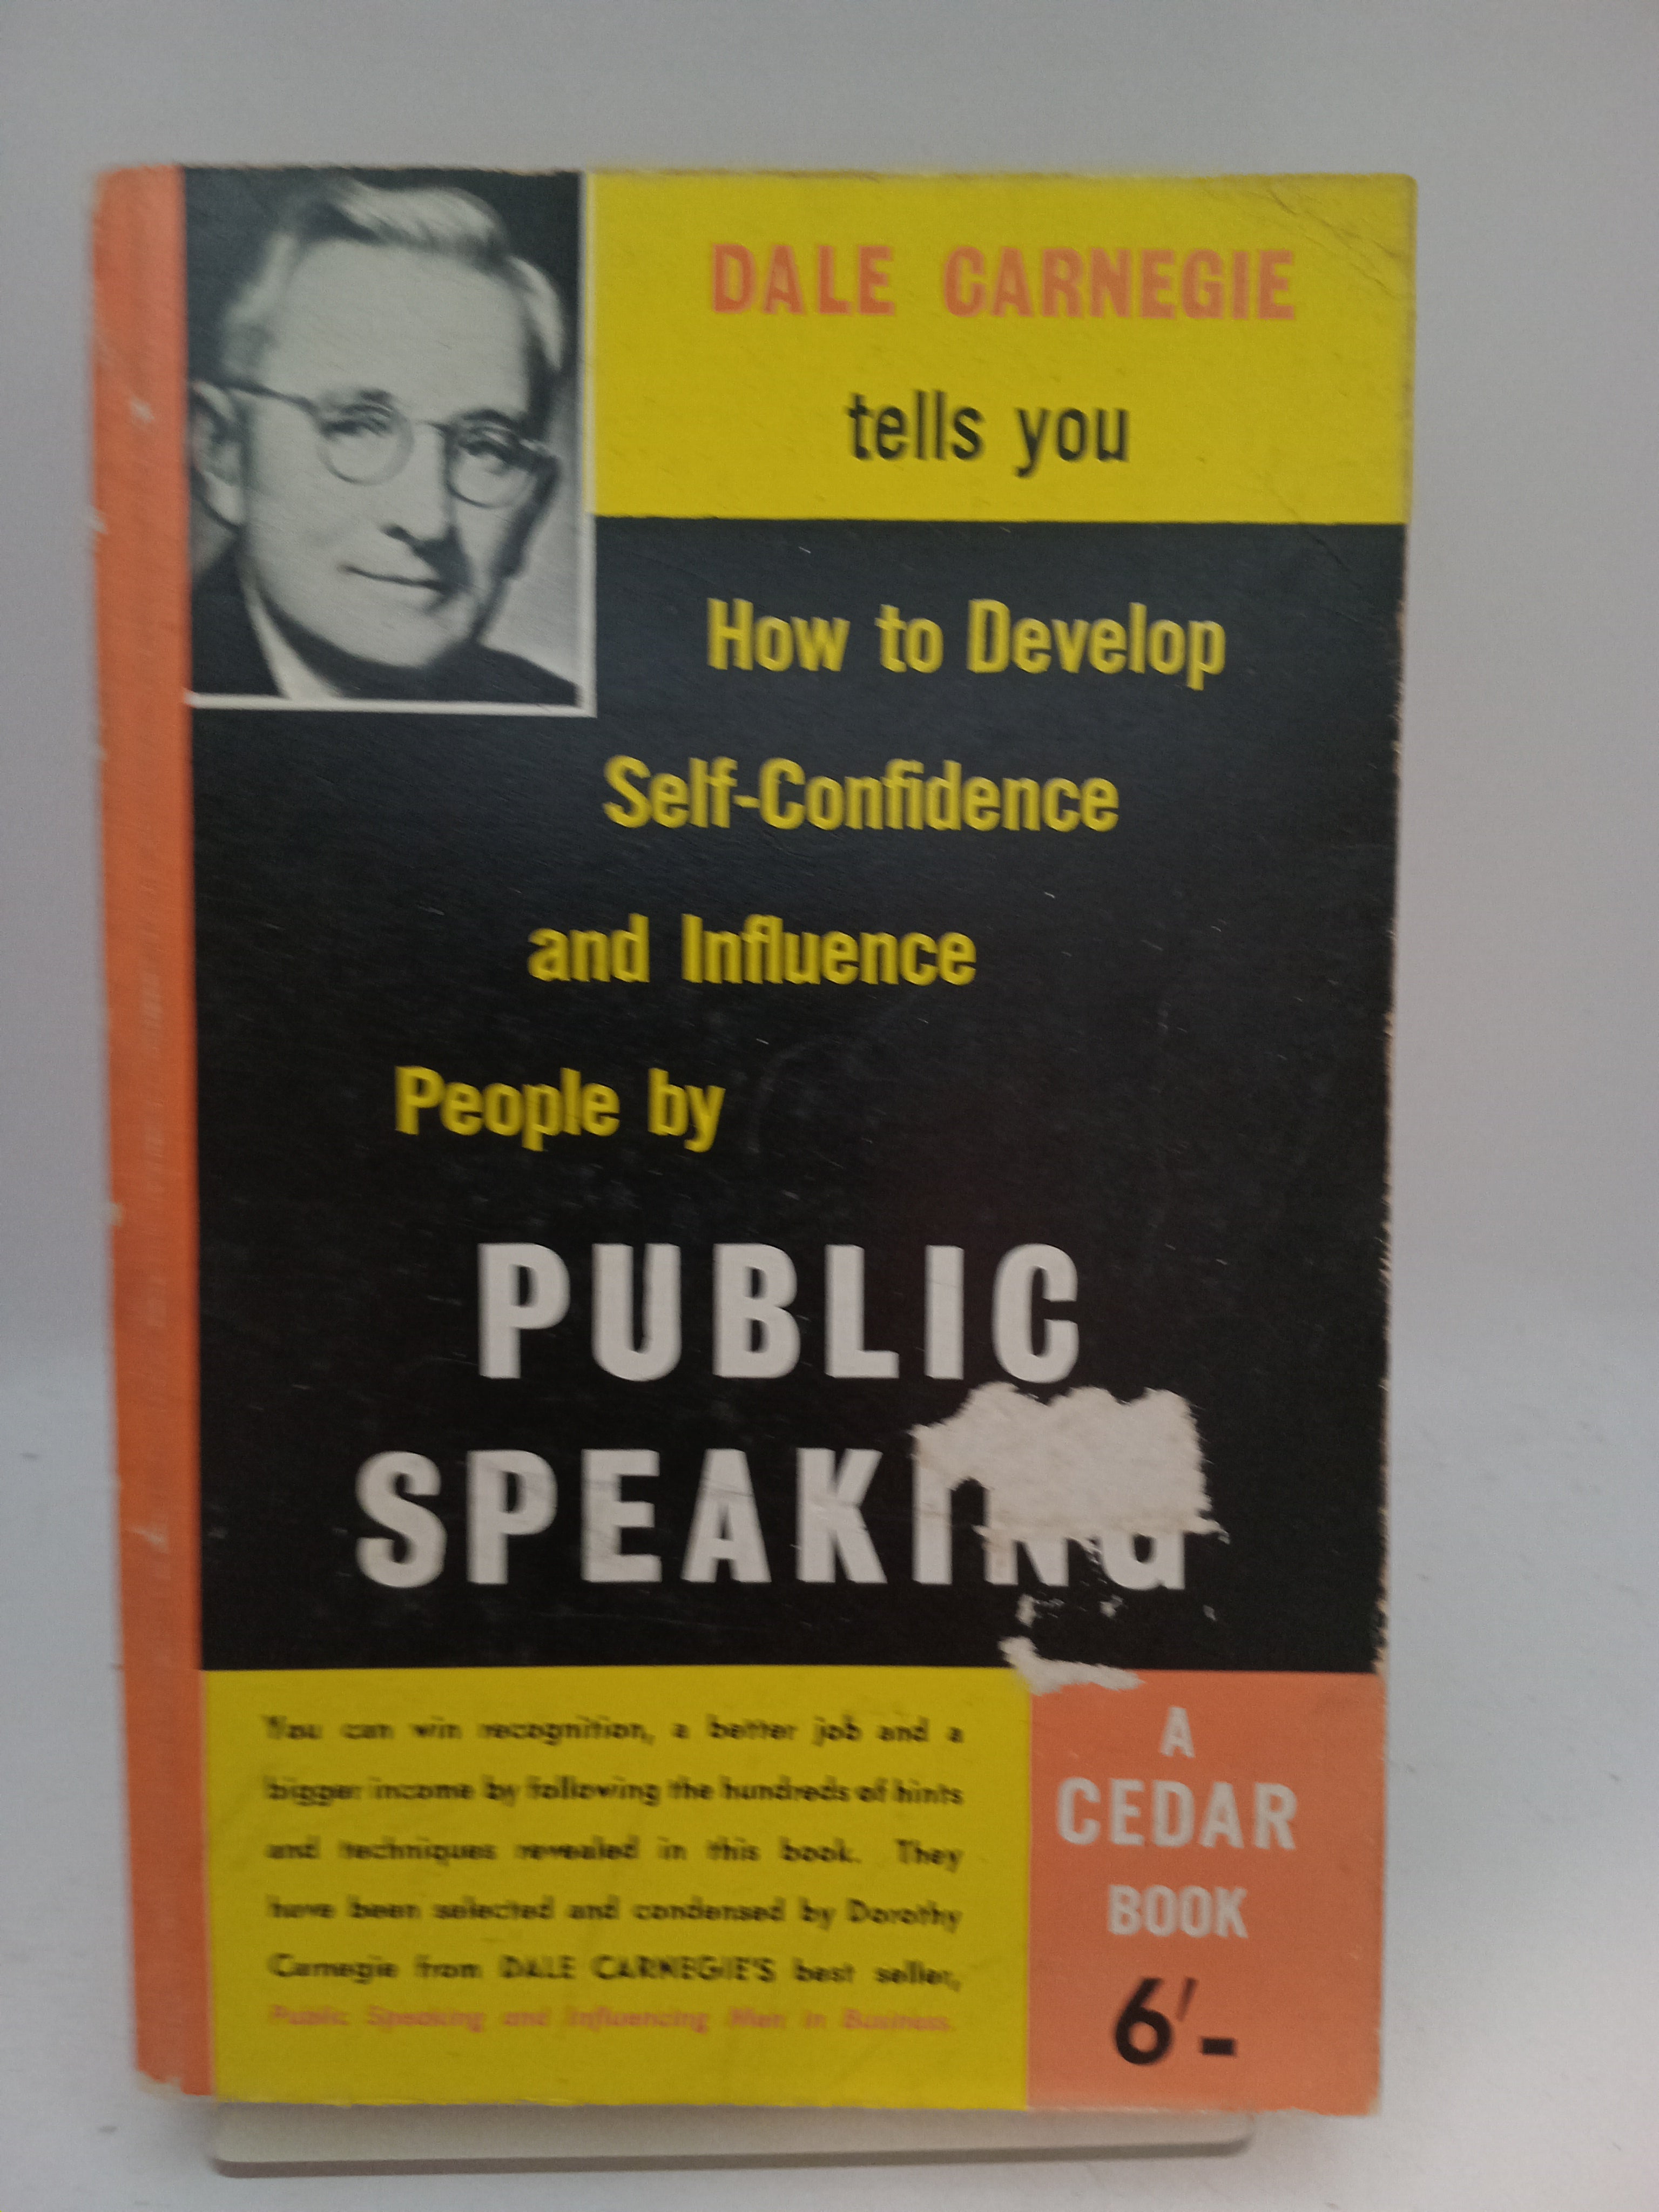 DALE CARNEGIE
tells you
How to Develop
Self-Confidence
and Influence
People by
PUBLIC
SPEAKING
You can win recognition, a better job and a
bigger income by following the hundreds of hints
and techniques revealed in this book. They
have been selected and condensed by Dorothy
Carnegie from DALE CARNEGIE'S best seller,
Public Speaking and Influencing Men in Business.
A
CEDAR
BOOK
6/-